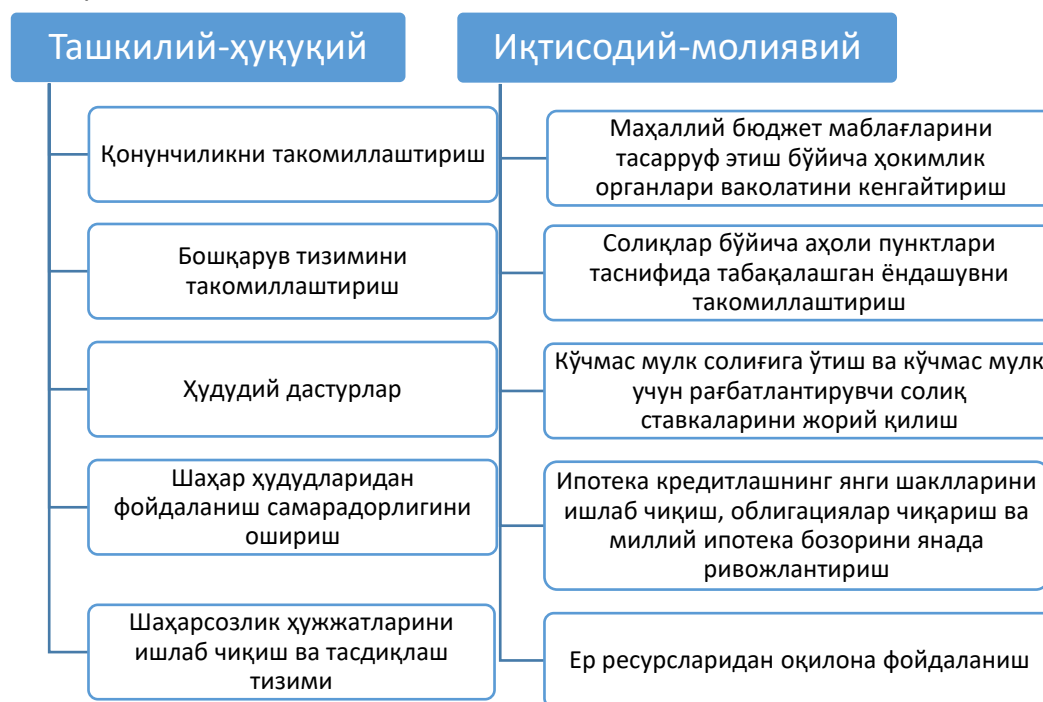 Ташкилий-ҳуқуқий
Қонунчиликни такомиллаштириш
Бошқарув тизимини
такомиллаштириш
Ҳудудий дастурлар
Шаҳар ҳудудларидан
фойдаланиш самарадорлигини
ошириш
Шаҳарсозлик ҳужжатларини
ишлаб чиқиш ва тасдиқлаш
тизими
Иқтисодий-молиявий
Маҳаллий бюджет маблағларини
тасарруф этиш бўйича ҳокимлик
органлари ваколатини кенгайтириш
Солиқлар бўйича аҳоли пунктлари
таснифида табақалашган ёндашувни
такомиллаштириш
Кўчмас мулк солиғига ўтиш ва кўчмас мулк
учун рағбатлантирувчи солиқ
ставкаларини жорий қилиш
Ипотека кредитлашнинг янги шаклларини
ишлаб чиқиш, облигациялар чиқариш ва
миллий ипотека бозорини янада
ривожлантириш
Ер ресурсларидан оқилона фойдаланиш